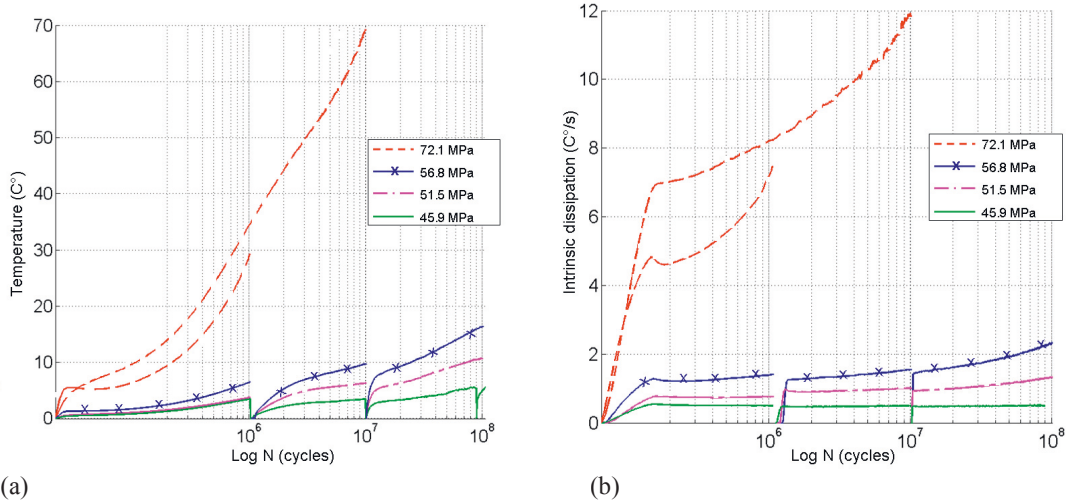 70
60
50
40
30
20
10
0
Temperature (C°)
72.1 MPa
56.8 MPa
51.5 MPa
45.9 MPa
10^6
10^7
10^8
Log N (cycles)
(a)
12
10
8
6
4
2
0
Intrinsic dissipation (C°/s)
72.1 MPa
56.8 MPa
51.5 MPa
45.9 MPa
10^6
10^7
10^8
Log N (cycles)
(b)